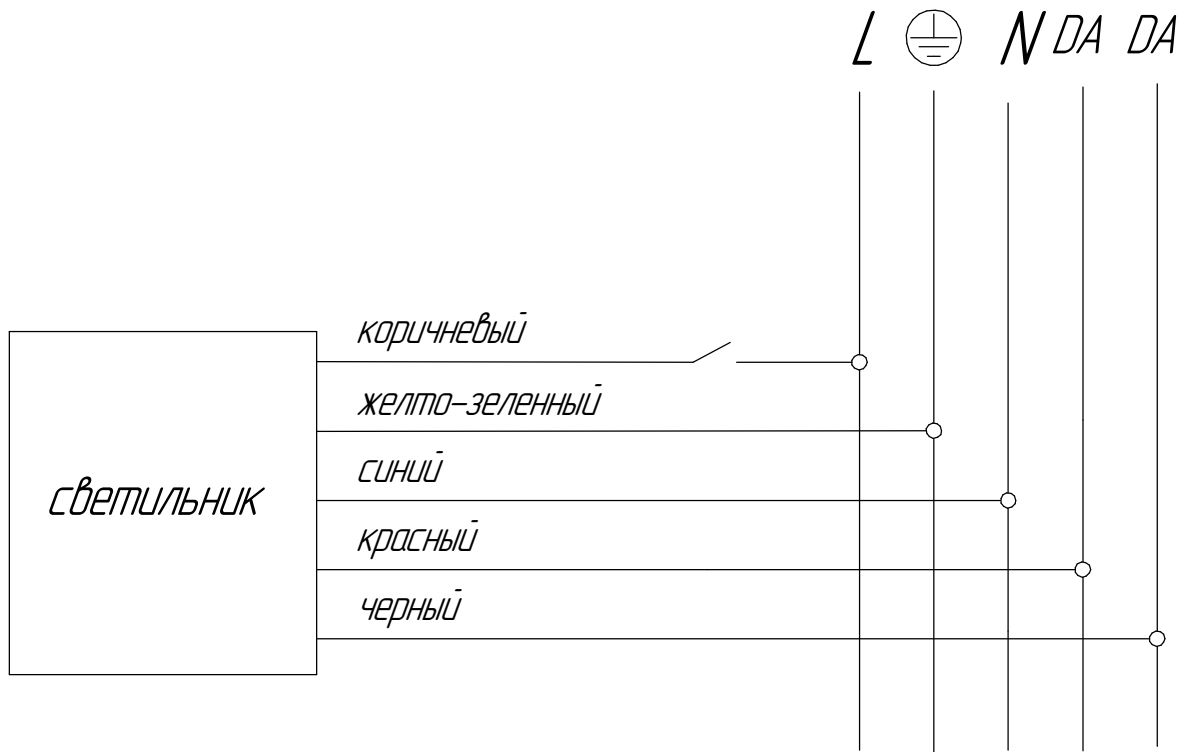 L N DA DA
коричневый
желто-зеленный
синий
светильник
красный
черный